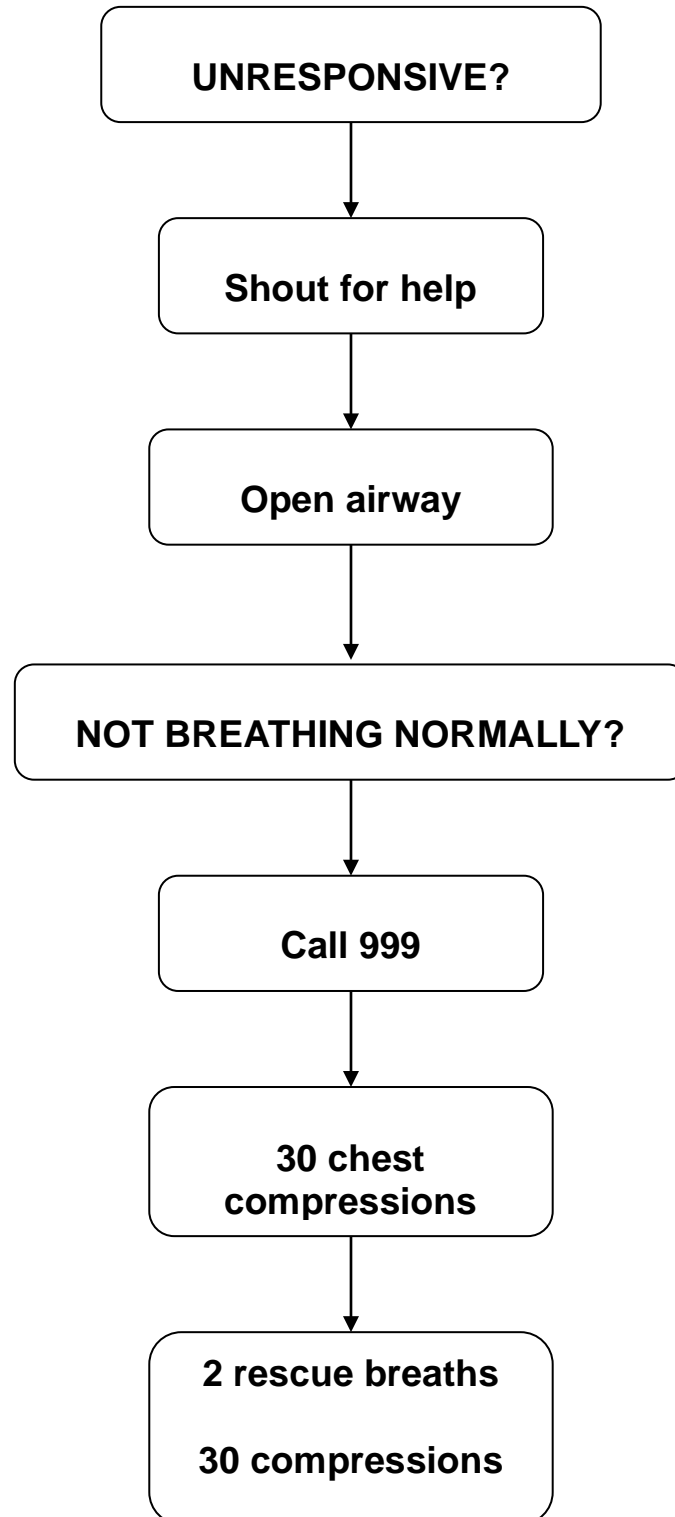 UNRESPONSIVE?
Shout for help
Open airway
NOT BREATHING NORMALLY?
Call 999
30 chest
compressions
2 rescue breaths
30 compressions